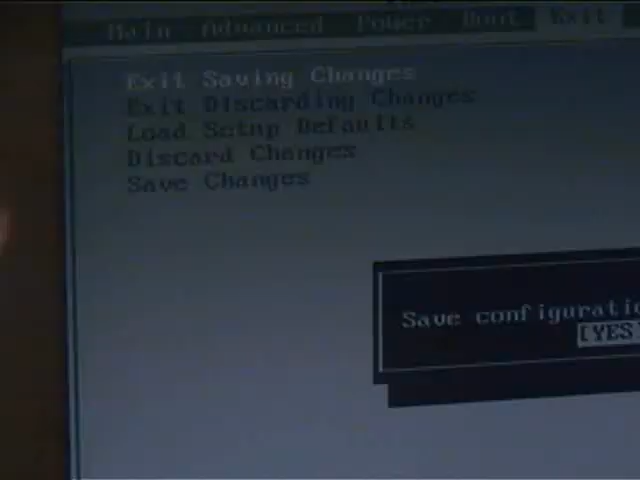 Main Advanced Power Boot Exit
Exit Saving Changes
Exit Discarding Changes
Load Setup Defaults
Discard Changes
Save Changes
Save configuratio
[YES]